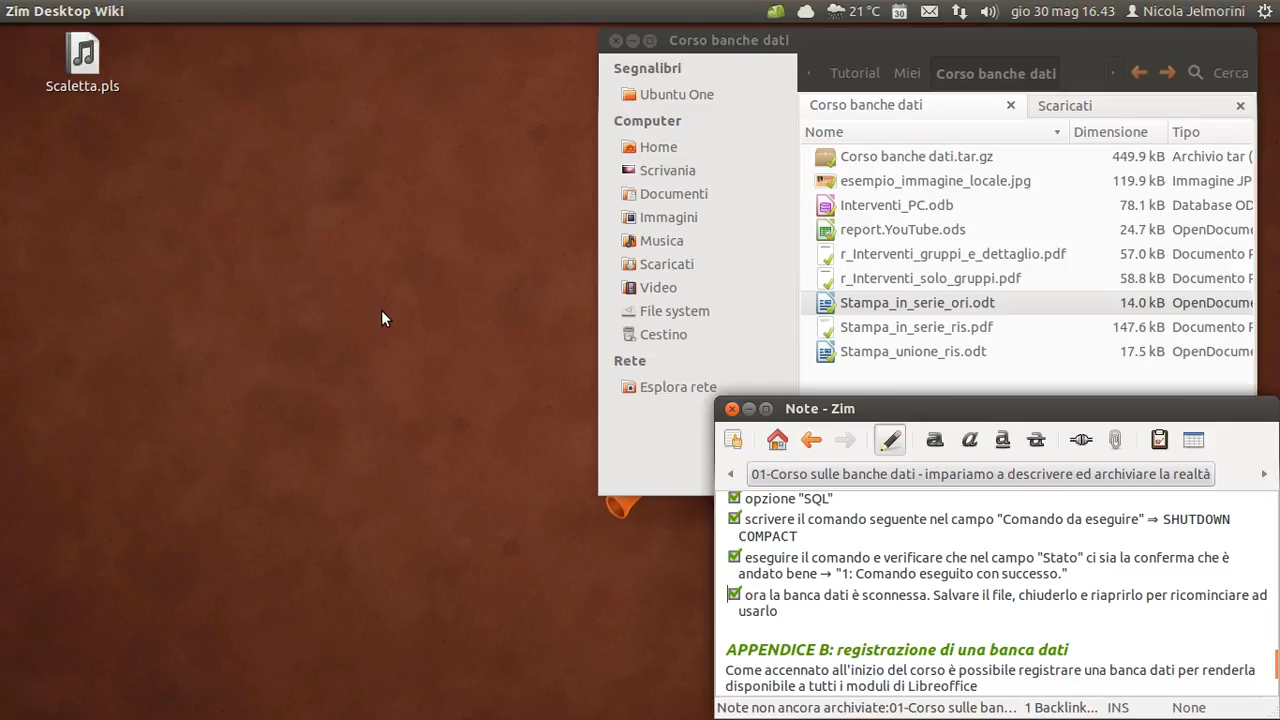 Zim Desktop Wiki
21 °C
30
gio 30 mag 16.43
Nicola Jelmorini
Scaletta.pls
Corso banche dati
Segnalibri
Ubuntu One
Computer
Home
Scrivania
Documenti
Immagini
Musica
Scaricati
Video
File system
Cestino
Rete
Esplora rete
Tutorial Miei Corso banche dati Cerca
Corso banche dati Scaricati
Nome Dimensione Tipo
Corso banche dati.tar.gz 449.9 kB Archivio tar (
esempio_immagine_locale.jpg 119.9 kB Immagine JP
Interventi_PC.odb 78.1 kB Database OD
report.YouTube.ods 24.7 kB OpenDocume
r_Interventi_gruppi_e_dettaglio.pdf 57.0 kB Documento P
r_Interventi_solo_gruppi.pdf 58.8 kB Documento P
Stampa_in_serie_ori.odt 14.0 kB OpenDocume
Stampa_in_serie_ris.pdf 147.6 kB Documento P
Stampa_unione_ris.odt 17.5 kB OpenDocume
Note - Zim
01-Corso sulle banche dati - impariamo a descrivere ed archiviare la realtà
opzione "SQL"
scrivere il comando seguente nel campo "Comando da eseguire" ⇒ SHUTDOWN
COMPACT
eseguire il comando e verificare che nel campo "Stato" ci sia la conferma che è
andato bene → "1: Comando eseguito con successo."
ora la banca dati è sconnessa. Salvare il file, chiuderlo e riaprirlo per ricominciare ad
usarlo
APPENDICE B: registrazione di una banca dati
Come accennato all'inizio del corso è possibile registrare una banca dati per renderla
disponibile a tutti i moduli di Libreoffice
Note non ancora archiviate:01-Corso sulle ban... 1 Backlink... INS None